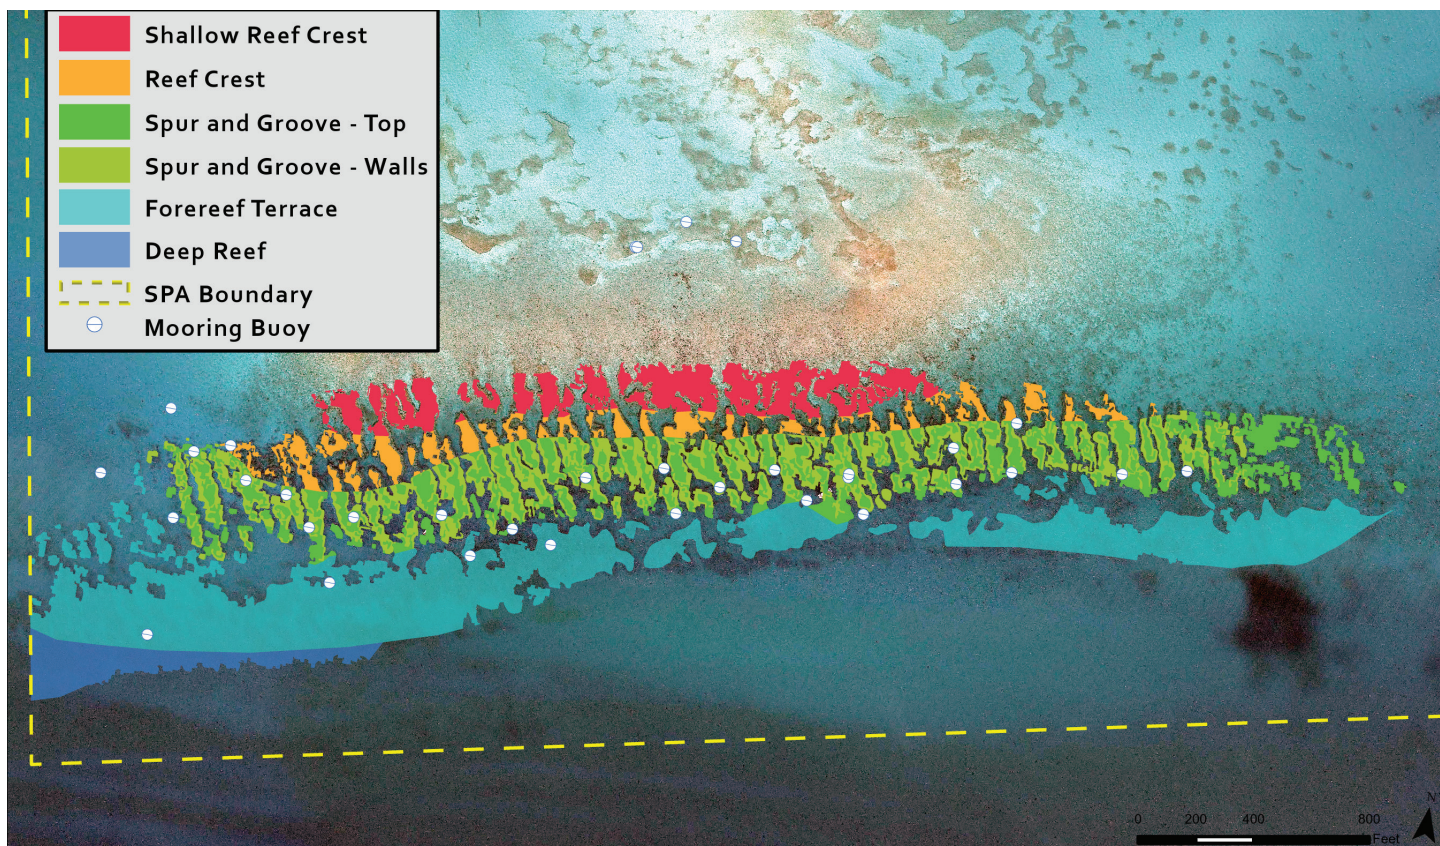 Shallow Reef Crest
Reef Crest
Spur and Groove - Top
Spur and Groove - Walls
Forereef Terrace
Deep Reef
SPA Boundary
Mooring Buoy
N
0 200 400 800
Feet